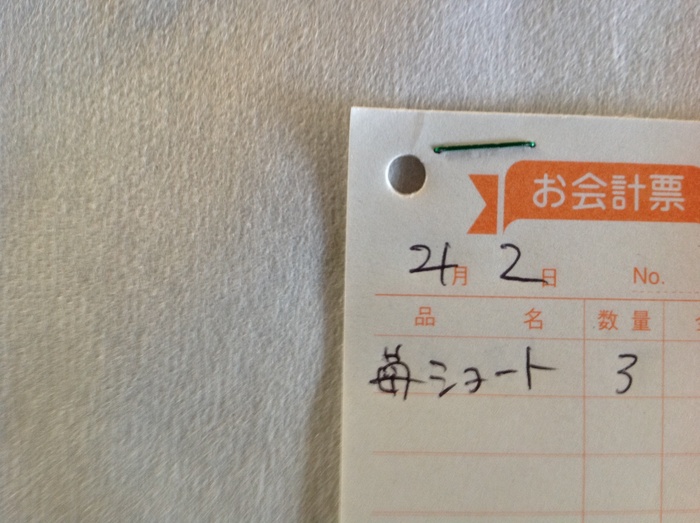 お会計票
4月 2日 No.
品 名 数 量
苺ショート 3